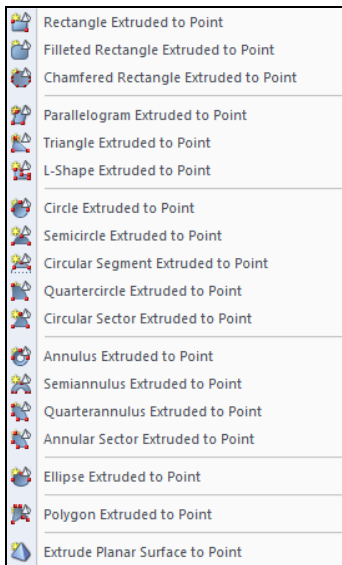 Rectangle Extruded to Point
Filleted Rectangle Extruded to Point
Chamfered Rectangle Extruded to Point
Parallelogram Extruded to Point
Triangle Extruded to Point
L-Shape Extruded to Point
Circle Extruded to Point
Semicircle Extruded to Point
Circular Segment Extruded to Point
Quartercircle Extruded to Point
Circular Sector Extruded to Point
Annulus Extruded to Point
Semiannulus Extruded to Point
Quarterannulus Extruded to Point
Annular Sector Extruded to Point
Ellipse Extruded to Point
Polygon Extruded to Point
Extrude Planar Surface to Point